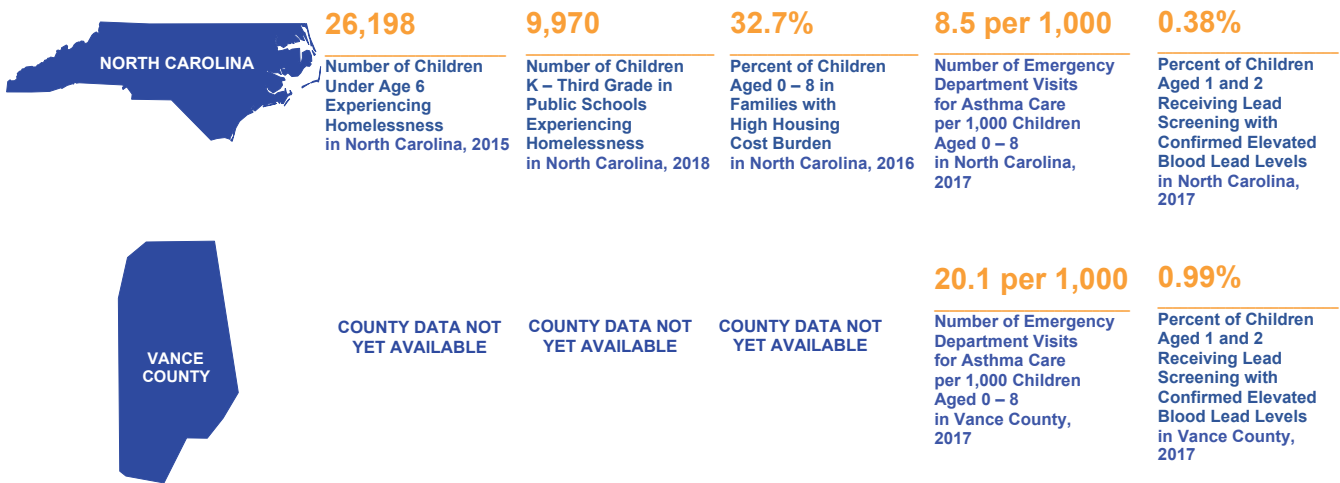 NORTH CAROLINA
26,198
Number of Children
Under Age 6
Experiencing
Homelessness
in North Carolina, 2015
9,970
Number of Children
K – Third Grade in
Public Schools
Experiencing
Homelessness
in North Carolina, 2018
32.7%
Percent of Children
Aged 0 – 8 in
Families with
High Housing
Cost Burden
in North Carolina, 2016
8.5 per 1,000
Number of Emergency
Department Visits
for Asthma Care
per 1,000 Children
Aged 0 – 8
in North Carolina,
2017
0.38%
Percent of Children
Aged 1 and 2
Receiving Lead
Screening with
Confirmed Elevated
Blood Lead Levels
in North Carolina,
2017
VANCE
COUNTY
COUNTY DATA NOT
YET AVAILABLE
COUNTY DATA NOT
YET AVAILABLE
COUNTY DATA NOT
YET AVAILABLE
20.1 per 1,000
Number of Emergency
Department Visits
for Asthma Care
per 1,000 Children
Aged 0 – 8
in Vance County,
2017
0.99%
Percent of Children
Aged 1 and 2
Receiving Lead
Screening with
Confirmed Elevated
Blood Lead Levels
in Vance County,
2017